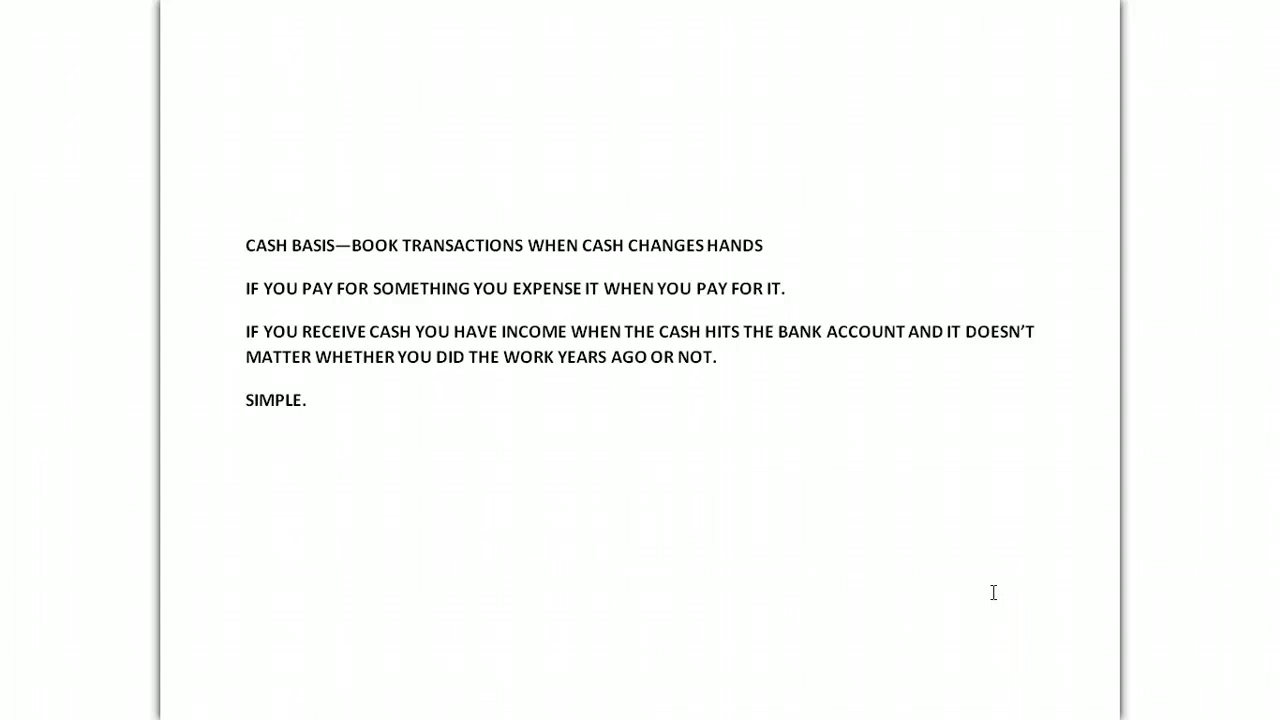 CASH BASIS—BOOK TRANSACTIONS WHEN CASH CHANGES HANDS
IF YOU PAY FOR SOMETHING YOU EXPENSE IT WHEN YOU PAY FOR IT.
IF YOU RECEIVE CASH YOU HAVE INCOME WHEN THE CASH HITS THE BANK ACCOUNT AND IT DOESN’T
MATTER WHETHER YOU DID THE WORK YEARS AGO OR NOT.
SIMPLE.